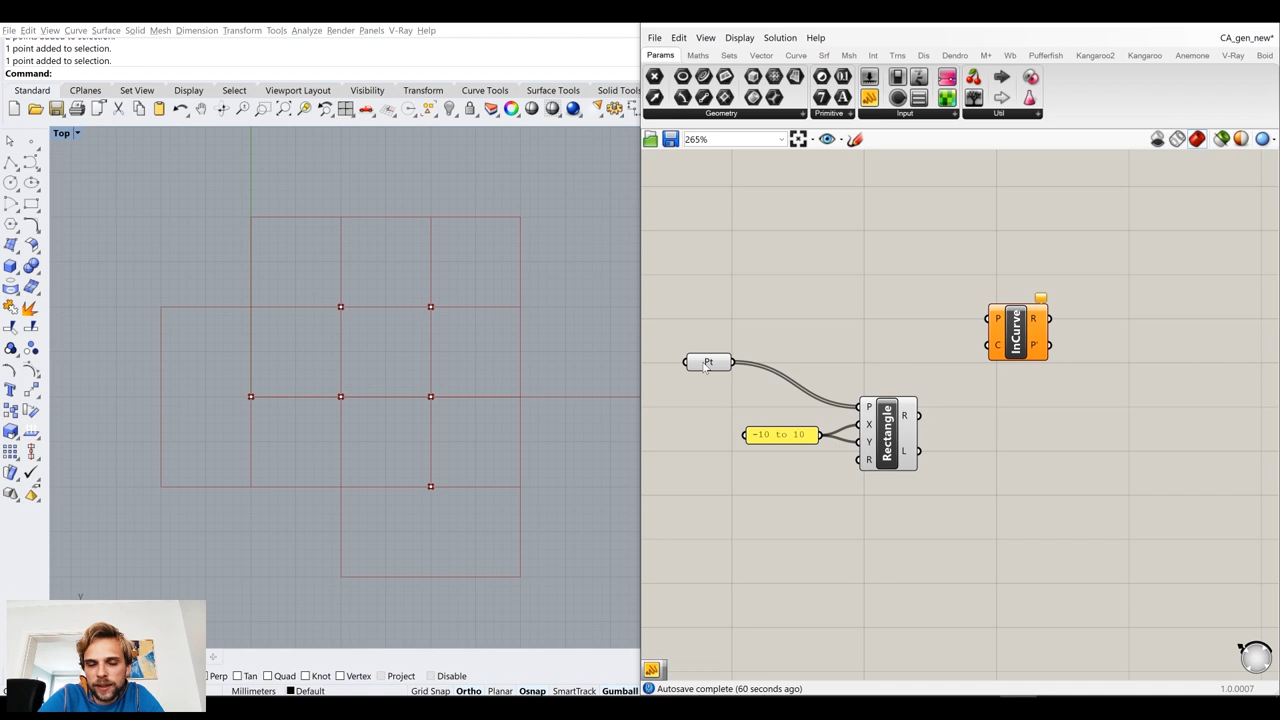 File Edit View Curve Surface Solid Mesh Dimension Transform Tools Analyze Render Panels V-Ray Help
1 point added to selection.
1 point added to selection.
Command:
Standard CPlanes Set View Display Select Viewport Layout Visibility Transform Curve Tools Surface Tools Solid Tools
Top
y
Perp Tan Quad Knot Vertex Project Disable
Millimeters Default Grid Snap Ortho Planar Osnap SmartTrack Gumball
File Edit View Display Solution Help CA_gen_new*
Params Maths Sets Vector Curve Srf Msh Int Trns Dis Dendro M+ Wb Pufferfish Kangaroo2 Kangaroo Anemone V-Ray Boid
Geometry Primitive Input Util
265%
P C InCurve R P'
Pt
-10 to 10
P X Y R Rectangle R L
Autosave complete (60 seconds ago) 1.0.0007